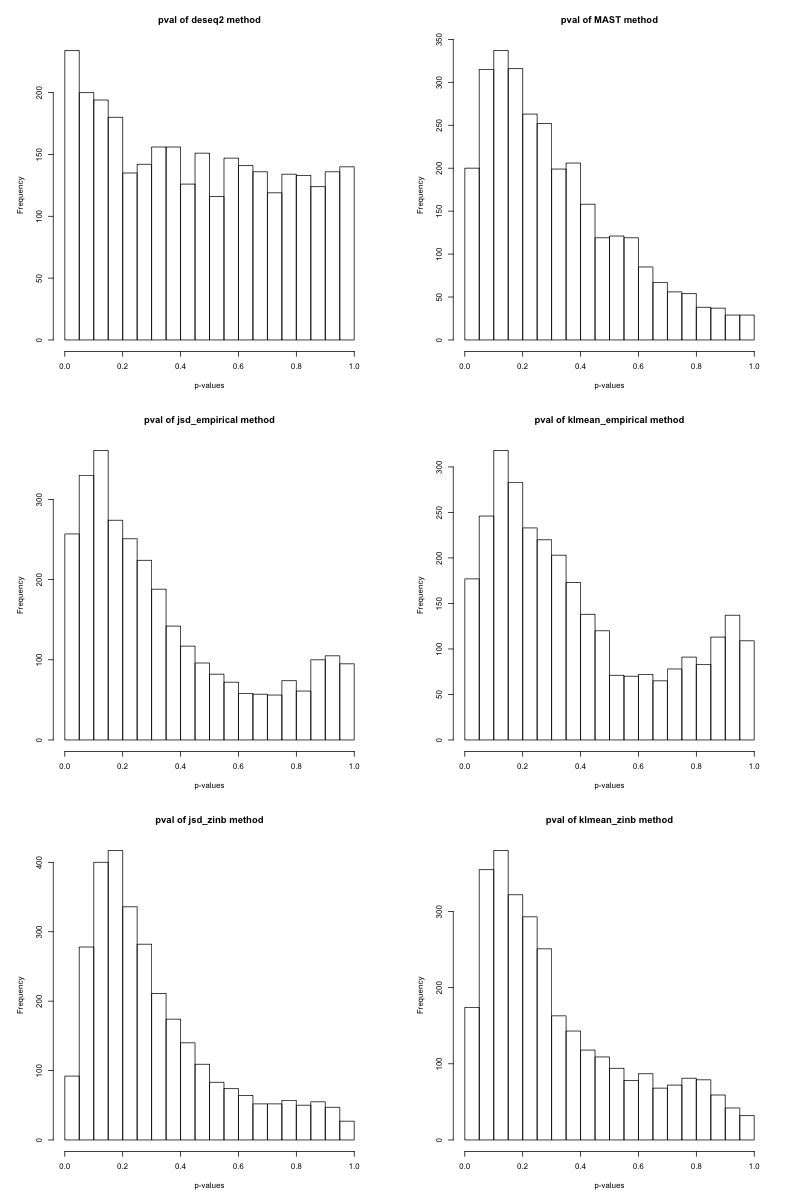 pval of deseq2 method
Frequency
0 50 100 150 200
0.0 0.2 0.4 0.6 0.8 1.0
p-values
pval of MAST method
Frequency
0 50 100 150 200 250 300 350
0.0 0.2 0.4 0.6 0.8 1.0
p-values
pval of jsd_empirical method
Frequency
0 100 200 300
0.0 0.2 0.4 0.6 0.8 1.0
p-values
pval of klmean_empirical method
Frequency
0 50 100 150 200 250 300
0.0 0.2 0.4 0.6 0.8 1.0
p-values
pval of jsd_zinb method
Frequency
0 100 200 300 400
0.0 0.2 0.4 0.6 0.8 1.0
p-values
pval of klmean_zinb method
Frequency
0 100 200 300
0.0 0.2 0.4 0.6 0.8 1.0
p-values